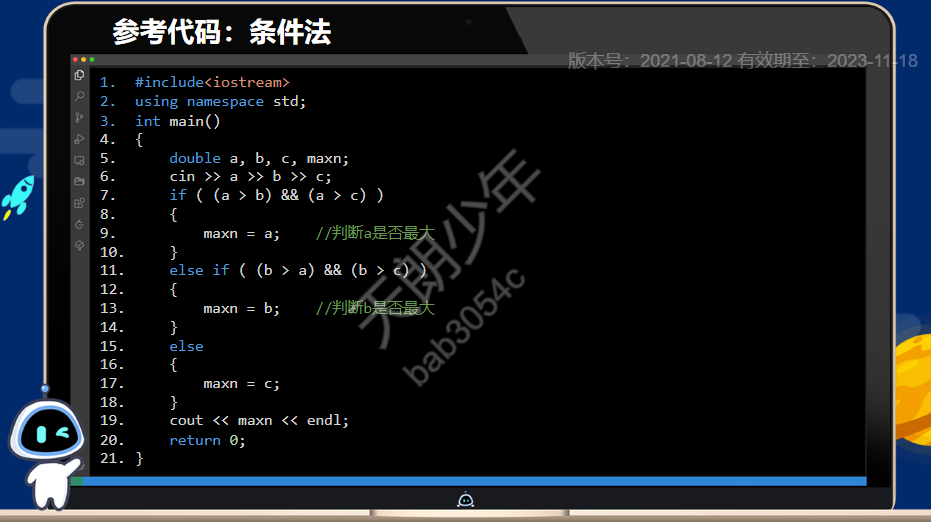 参考代码：条件法
版本号：2021-08-12 有效期至：2023-11-18
1. #include<iostream>
2. using namespace std;
3. int main()
4. {
5. double a, b, c, maxn;
6. cin >> a >> b >> c;
7. if ( (a > b) && (a > c) )
8. {
9. maxn = a; //判断a是否最大
10. }
11. else if ( (b > a) && (b > c) )
12. {
13. maxn = b; //判断b是否最大
14. }
15. else
16. {
17. maxn = c;
18. }
19. cout << maxn << endl;
20. return 0;
21. }
天朗少年
bab3054c